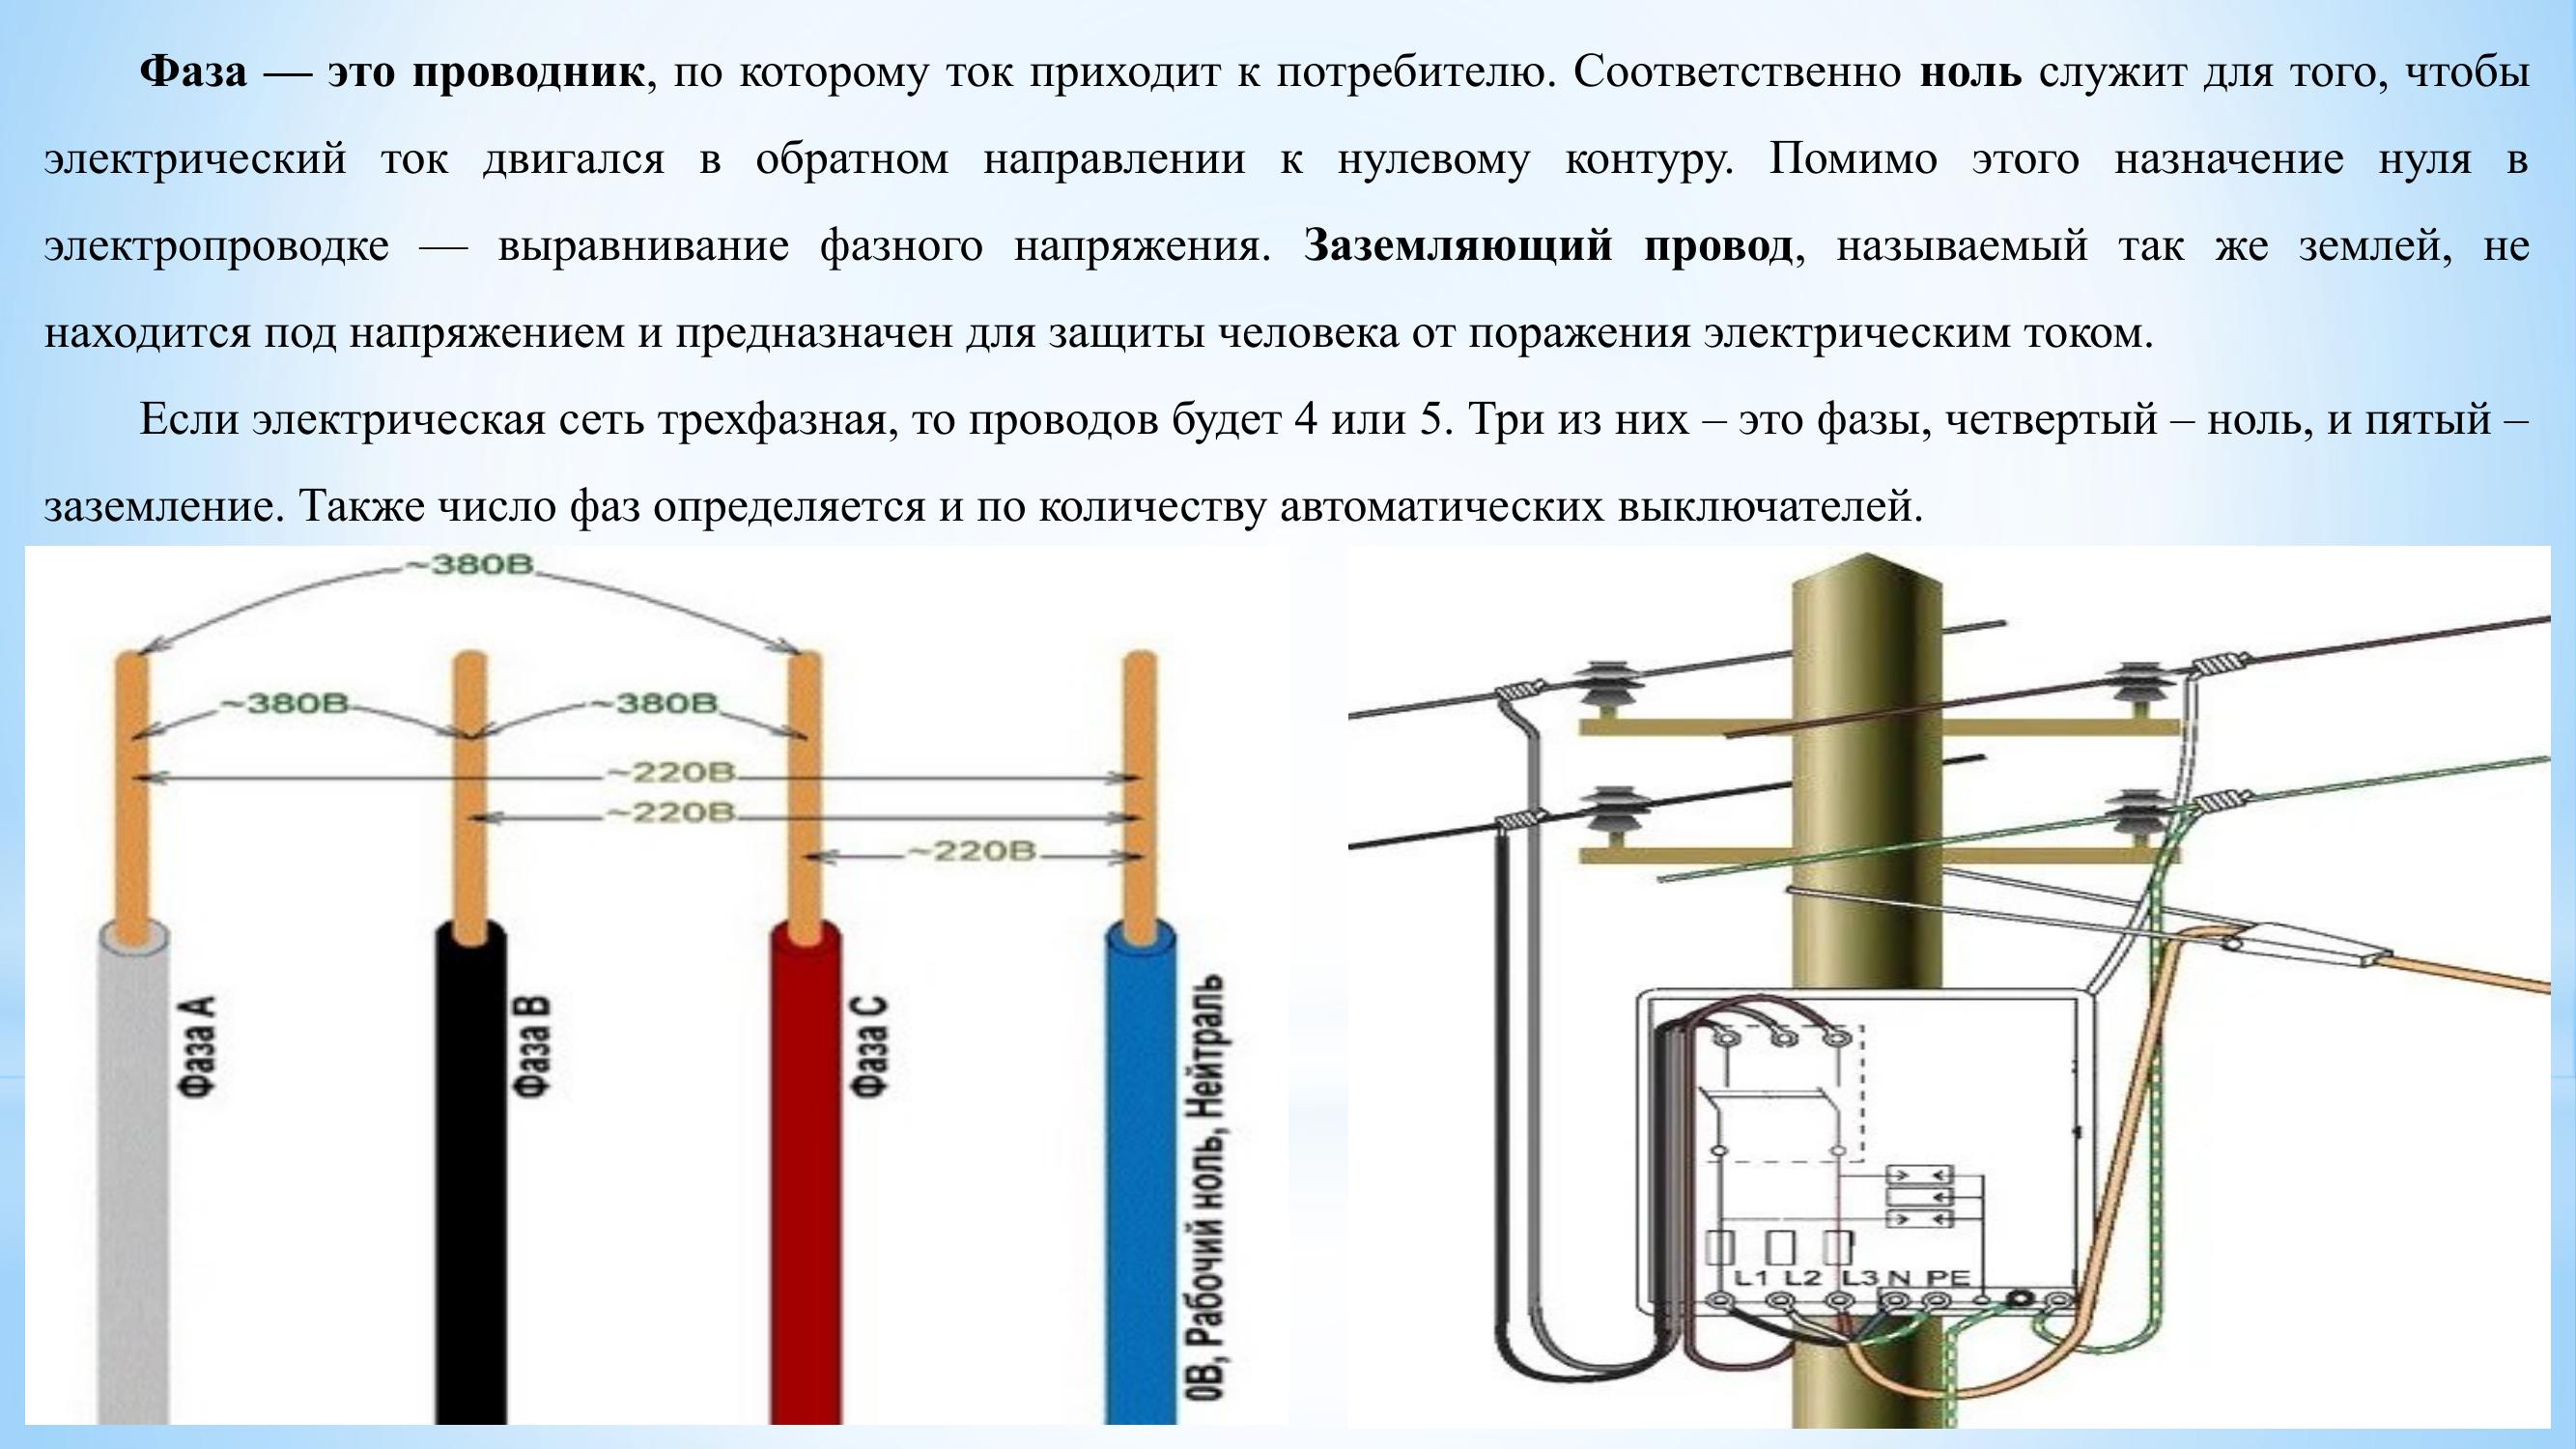 Фаза — это проводник, по которому ток приходит к потребителю. Соответственно ноль служит для того, чтобы
электрический ток двигался в обратном направлении к нулевому контуру. Помимо этого назначение нуля в
электропроводке — выравнивание фазного напряжения. Заземляющий провод, называемый так же землей, не
находится под напряжением и предназначен для защиты человека от поражения электрическим током.
Если электрическая сеть трехфазная, то проводов будет 4 или 5. Три из них – это фазы, четвертый – ноль, и пятый –
заземление. Также число фаз определяется и по количеству автоматических выключателей.
~380В
~380В
~380В
~220В
~220В
~220В
Фаза А
Фаза В
Фаза С
0В, Рабочий ноль, Нейтраль
L1 L2 L3 N PE